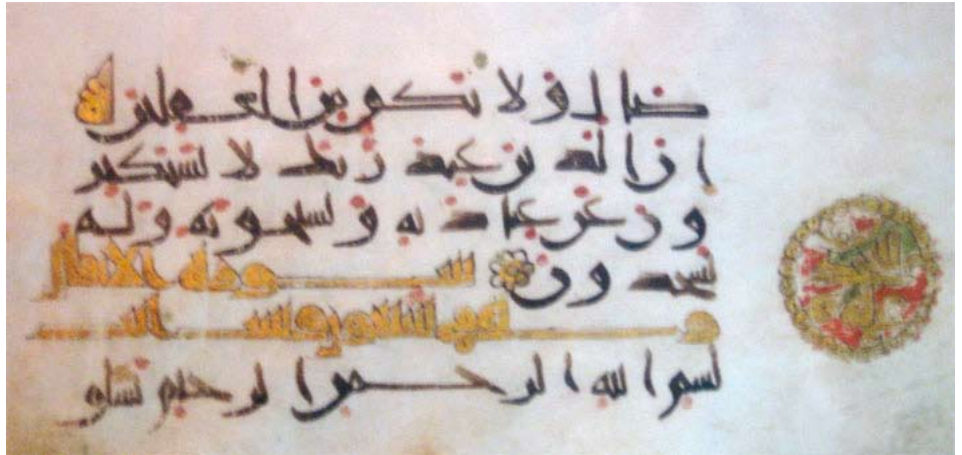 صال ولا تكن من الغفلين
ان الذين عند ربك لا يستكبر
ون عن عبادته ويسبحونه وله
يسجدون سورة الانفال
وهي
بسم الله الرحمن الرحيم يسلو